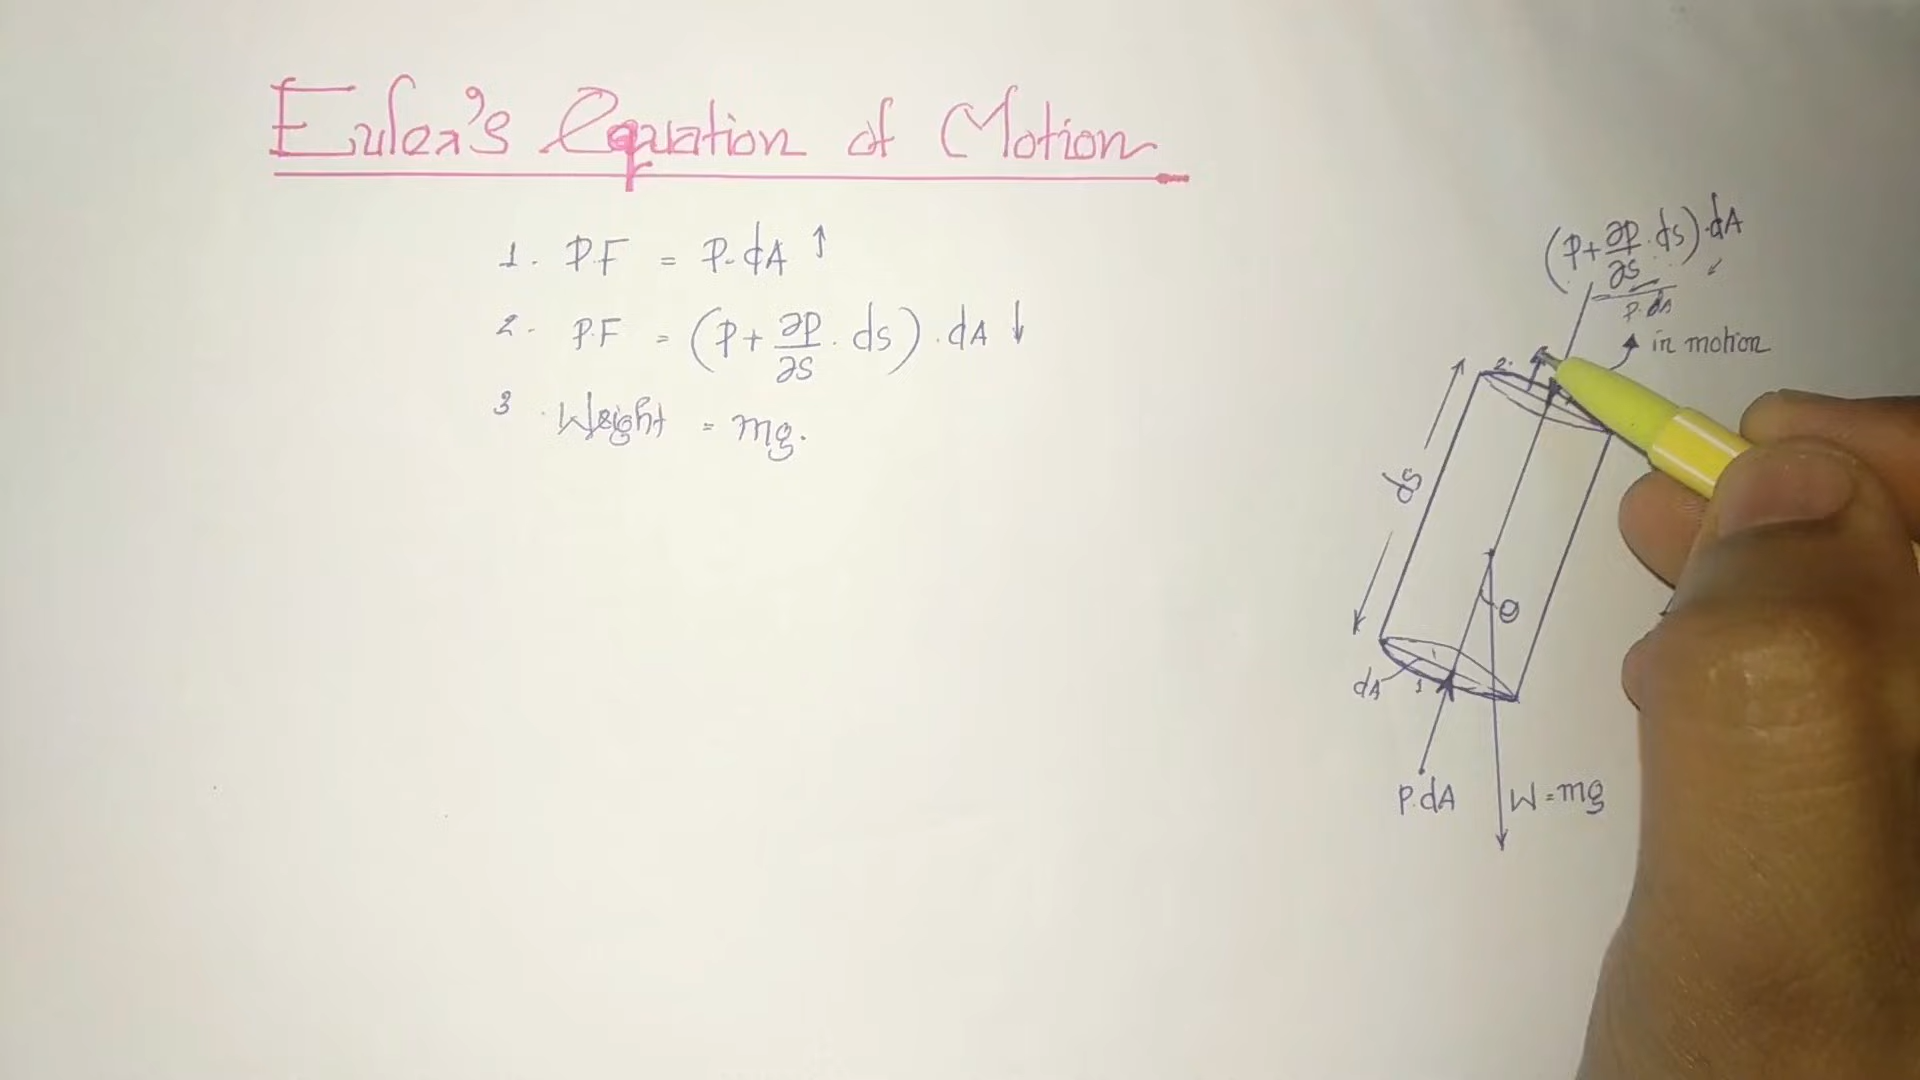 Euler's Equation of Motion
1. P.F = P.dA ↑
2. P.F = (P + ∂P/∂s . ds) . dA ↓
3. Weight = mg.
(P + ∂P/∂s . ds) . dA
P.dA
in motion
2.
ds
θ
dA
1
P.dA
W = mg